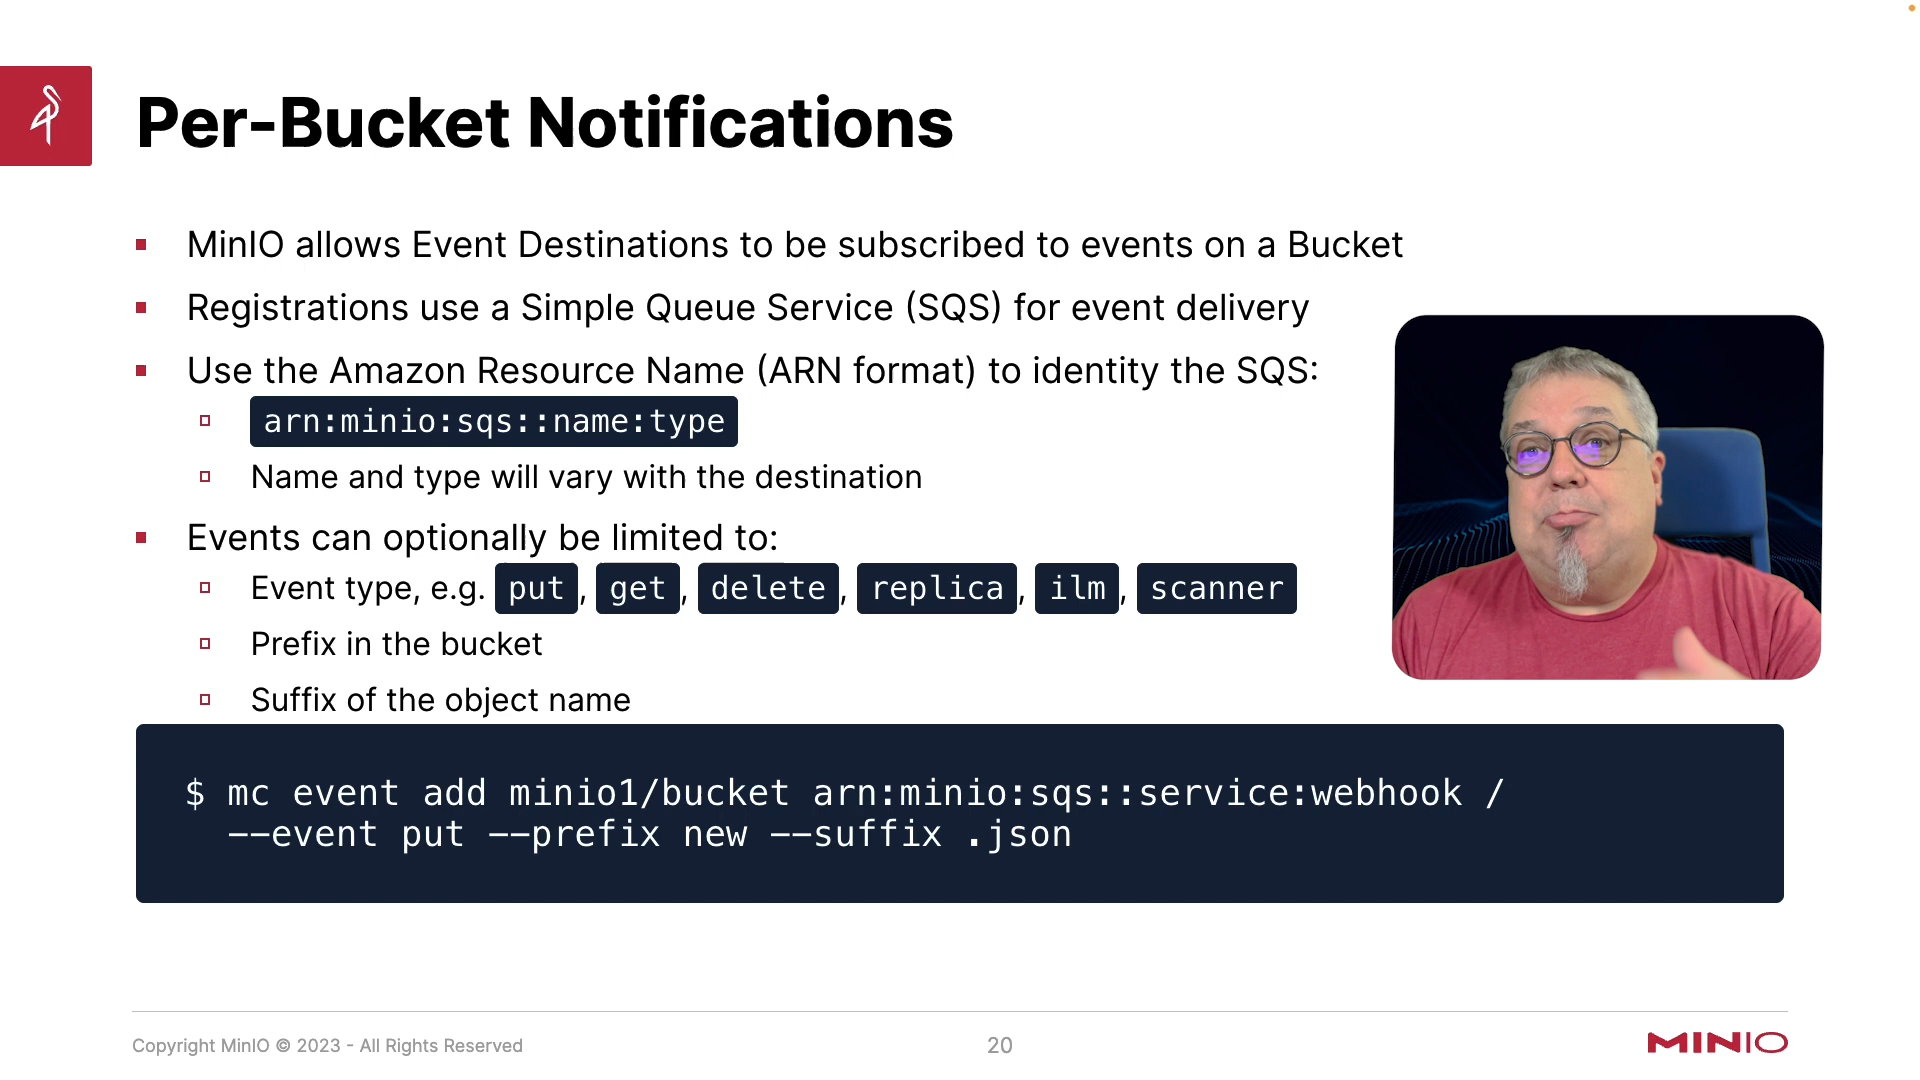 Per-Bucket Notifications
MinIO allows Event Destinations to be subscribed to events on a Bucket
Registrations use a Simple Queue Service (SQS) for event delivery
Use the Amazon Resource Name (ARN format) to identity the SQS:
arn:minio:sqs::name:type
Name and type will vary with the destination
Events can optionally be limited to:
Event type, e.g. put, get, delete, replica, ilm, scanner
Prefix in the bucket
Suffix of the object name
$ mc event add minio1/bucket arn:minio:sqs::service:webhook /
--event put --prefix new --suffix .json
Copyright MinIO © 2023 - All Rights Reserved
20
MINIO